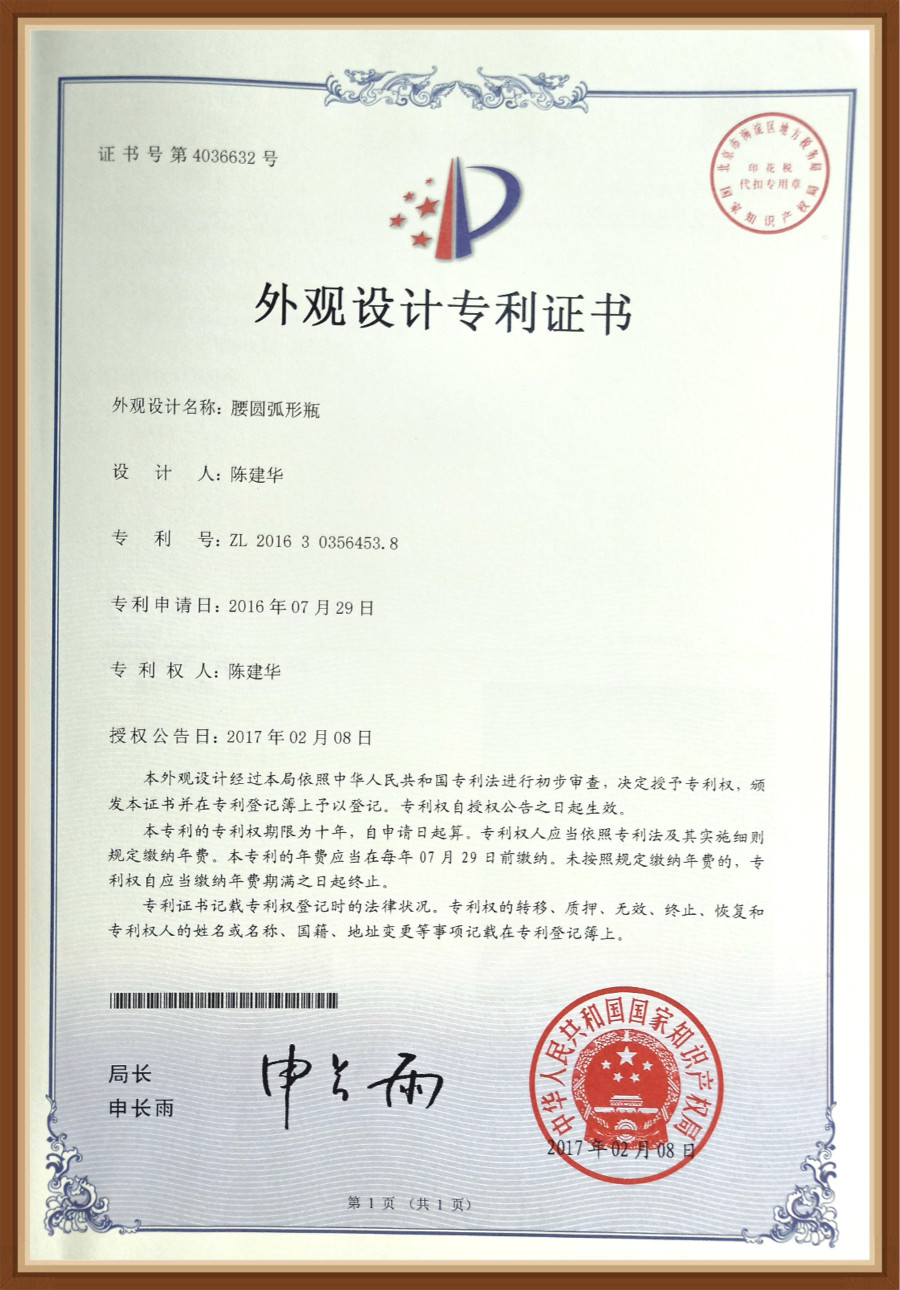 证书号第4036632号
北京市海淀区地方税务局
印花税
代扣专用章
国家知识产权局
外观设计专利证书
外观设计名称：腰圆弧形瓶
设计人：陈建华
专利号：ZL 2016 3 0356453.8
专利申请日：2016年07月29日
专利权人：陈建华
授权公告日：2017年02月08日
本外观设计经过本局依照中华人民共和国专利法进行初步审查，决定授予专利权，颁
发本证书并在专利登记簿上予以登记。专利权自授权公告之日起生效。
本专利的专利权期限为十年，自申请日起算。专利权人应当依照专利法及其实施细则
规定缴纳年费。本专利的年费应当在每年07月29日前缴纳。未按照规定缴纳年费的，专
利权自应当缴纳年费期满之日起终止。
专利证书记载专利权登记时的法律状况。专利权的转移、质押、无效、终止、恢复和
专利权人的姓名或名称、国籍、地址变更等事项记载在专利登记簿上。
局长
申长雨
申长雨
中华人民共和国国家知识产权局
2017年02月08日
第1页（共1页）